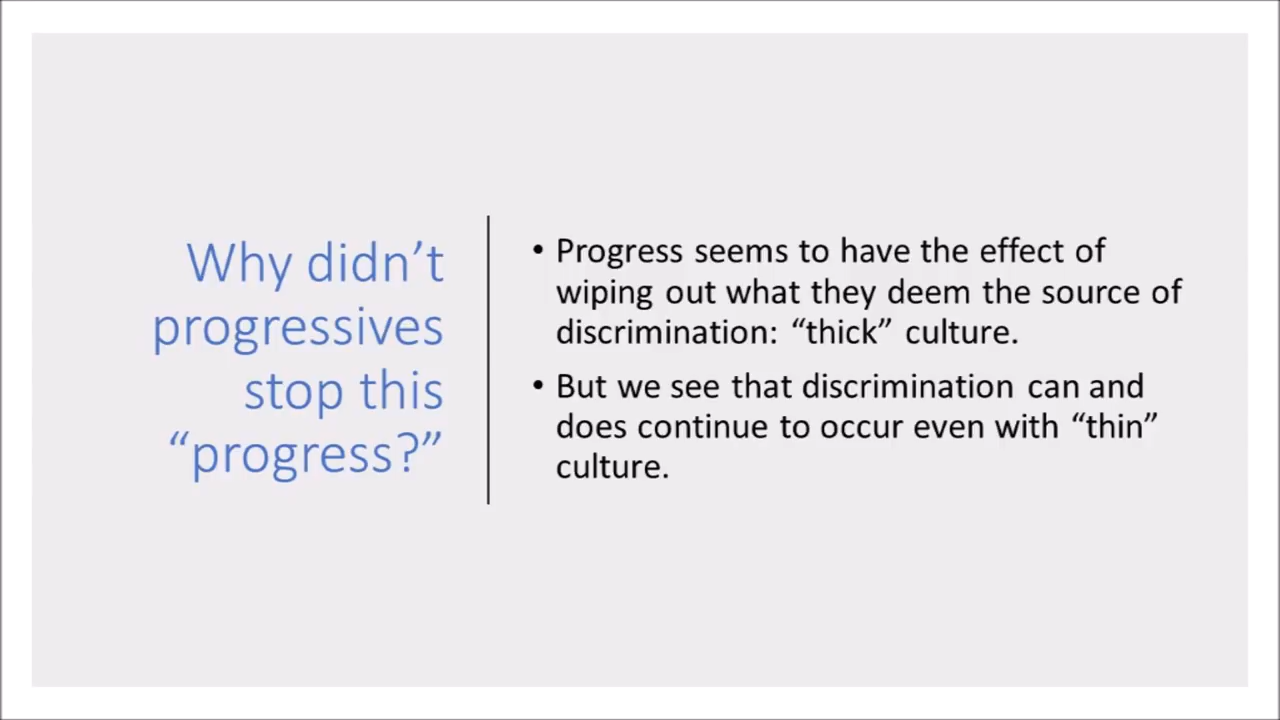 Why didn’t
progressives
stop this
“progress?”
• Progress seems to have the effect of
wiping out what they deem the source of
discrimination: “thick” culture.
• But we see that discrimination can and
does continue to occur even with “thin”
culture.